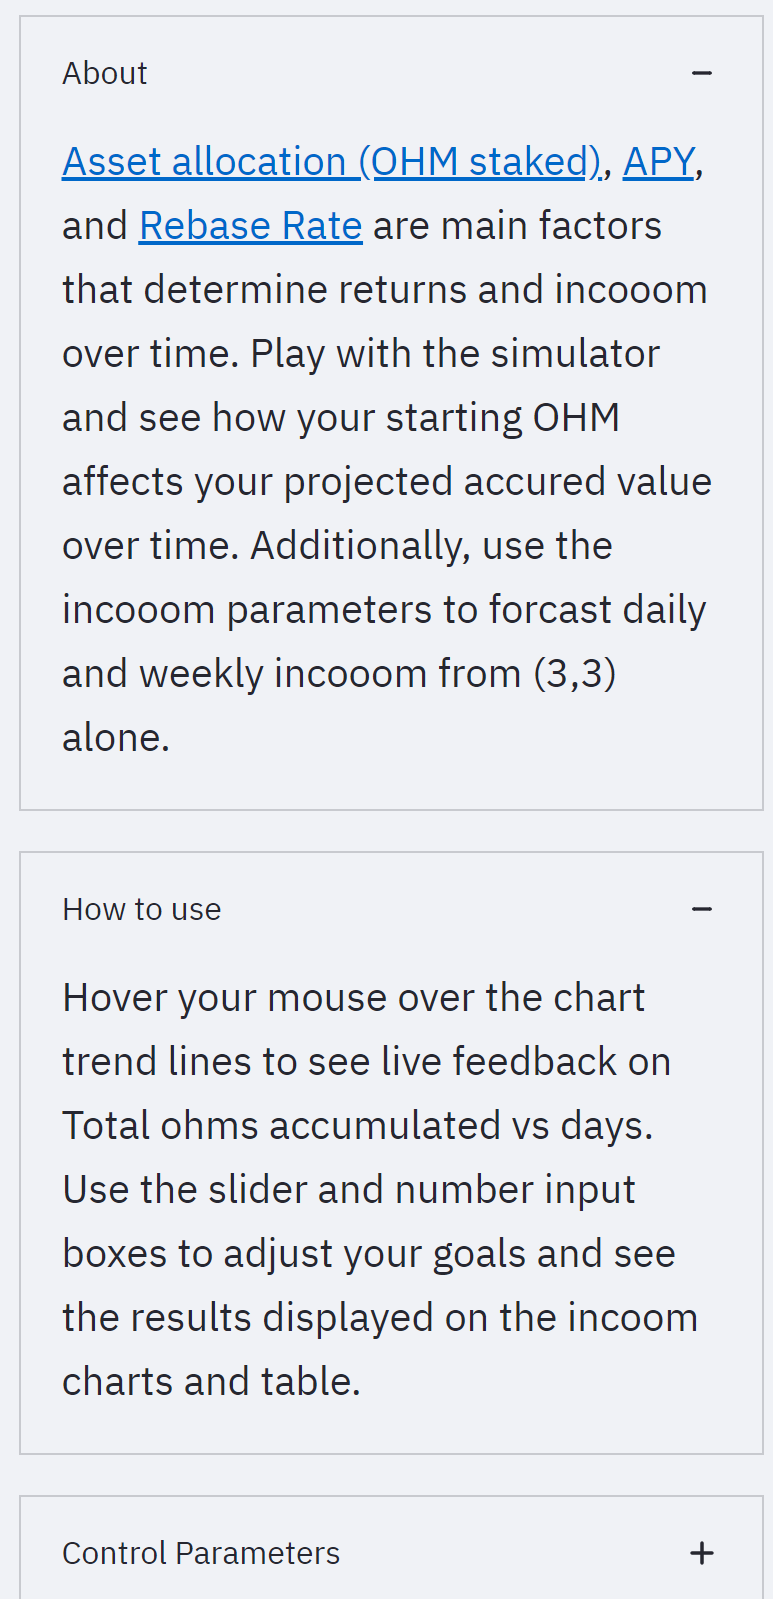 About
Asset allocation (OHM staked), APY,
and Rebase Rate are main factors
that determine returns and incooom
over time. Play with the simulator
and see how your starting OHM
affects your projected accured value
over time. Additionally, use the
incooom parameters to forcast daily
and weekly incooom from (3,3)
alone.
How to use
Hover your mouse over the chart
trend lines to see live feedback on
Total ohms accumulated vs days.
Use the slider and number input
boxes to adjust your goals and see
the results displayed on the incoom
charts and table.
Control Parameters